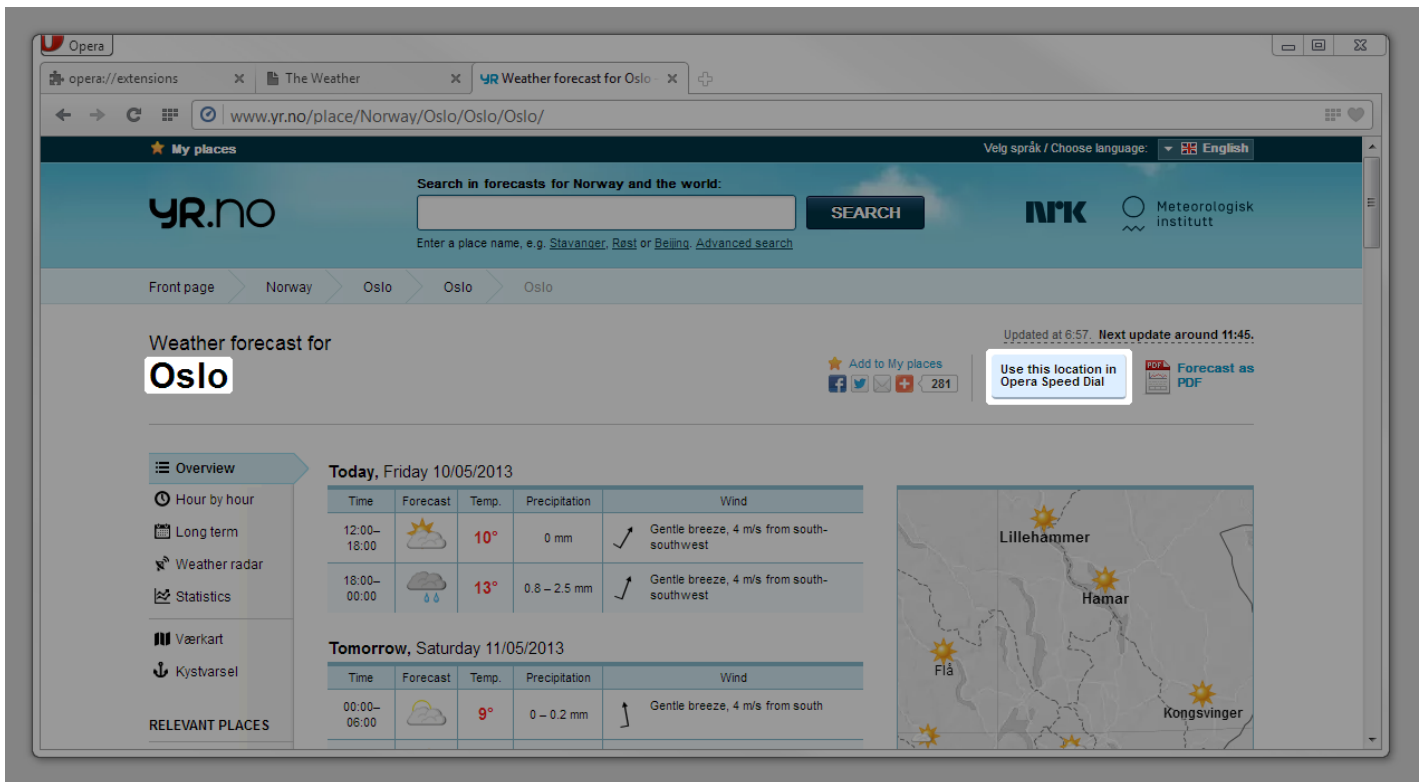 Opera
opera://extensions
The Weather
YR Weather forecast for Oslo -
www.yr.no/place/Norway/Oslo/Oslo/Oslo/
My places
Velg språk / Choose language:
English
Search in forecasts for Norway and the world:
YR.no
SEARCH
NRK
Meteorologisk
institutt
Enter a place name, e.g. Stavanger, Røst or Beijing. Advanced search
Front page
Norway
Oslo
Oslo
Oslo
Updated at 6:57. Next update around 11:45.
Weather forecast for
Oslo
Add to My places
281
Use this location in
Opera Speed Dial
PDF
Forecast as
PDF
Overview
Hour by hour
Long term
Weather radar
Statistics
Værkart
Kystvarsel
RELEVANT PLACES
Today, Friday 10/05/2013
Time Forecast Temp. Precipitation Wind
12:00–
18:00
10°
0 mm
Gentle breeze, 4 m/s from south-
southwest
18:00–
00:00
13°
0.8 – 2.5 mm
Gentle breeze, 4 m/s from south-
southwest
Tomorrow, Saturday 11/05/2013
Time Forecast Temp. Precipitation Wind
00:00–
06:00
9°
0 – 0.2 mm
Gentle breeze, 4 m/s from south
Lillehammer
Hamar
Flå
Kongsvinger